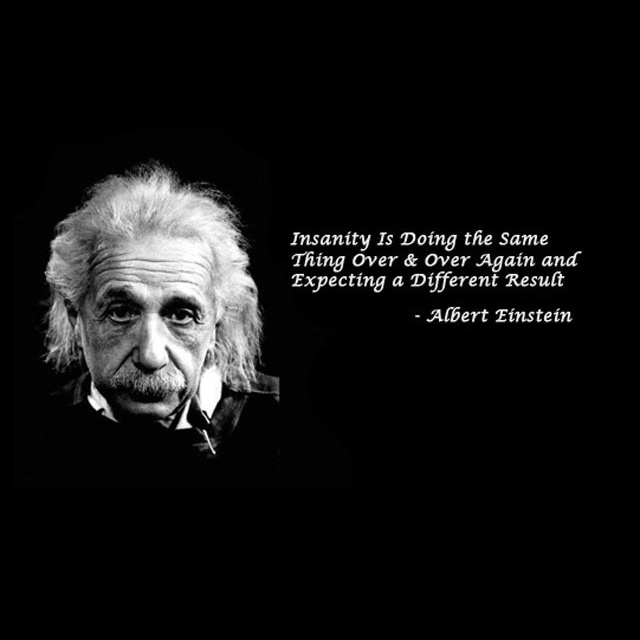 Insanity Is Doing the Same
Thing Over & Over Again and
Expecting a Different Result
- Albert Einstein